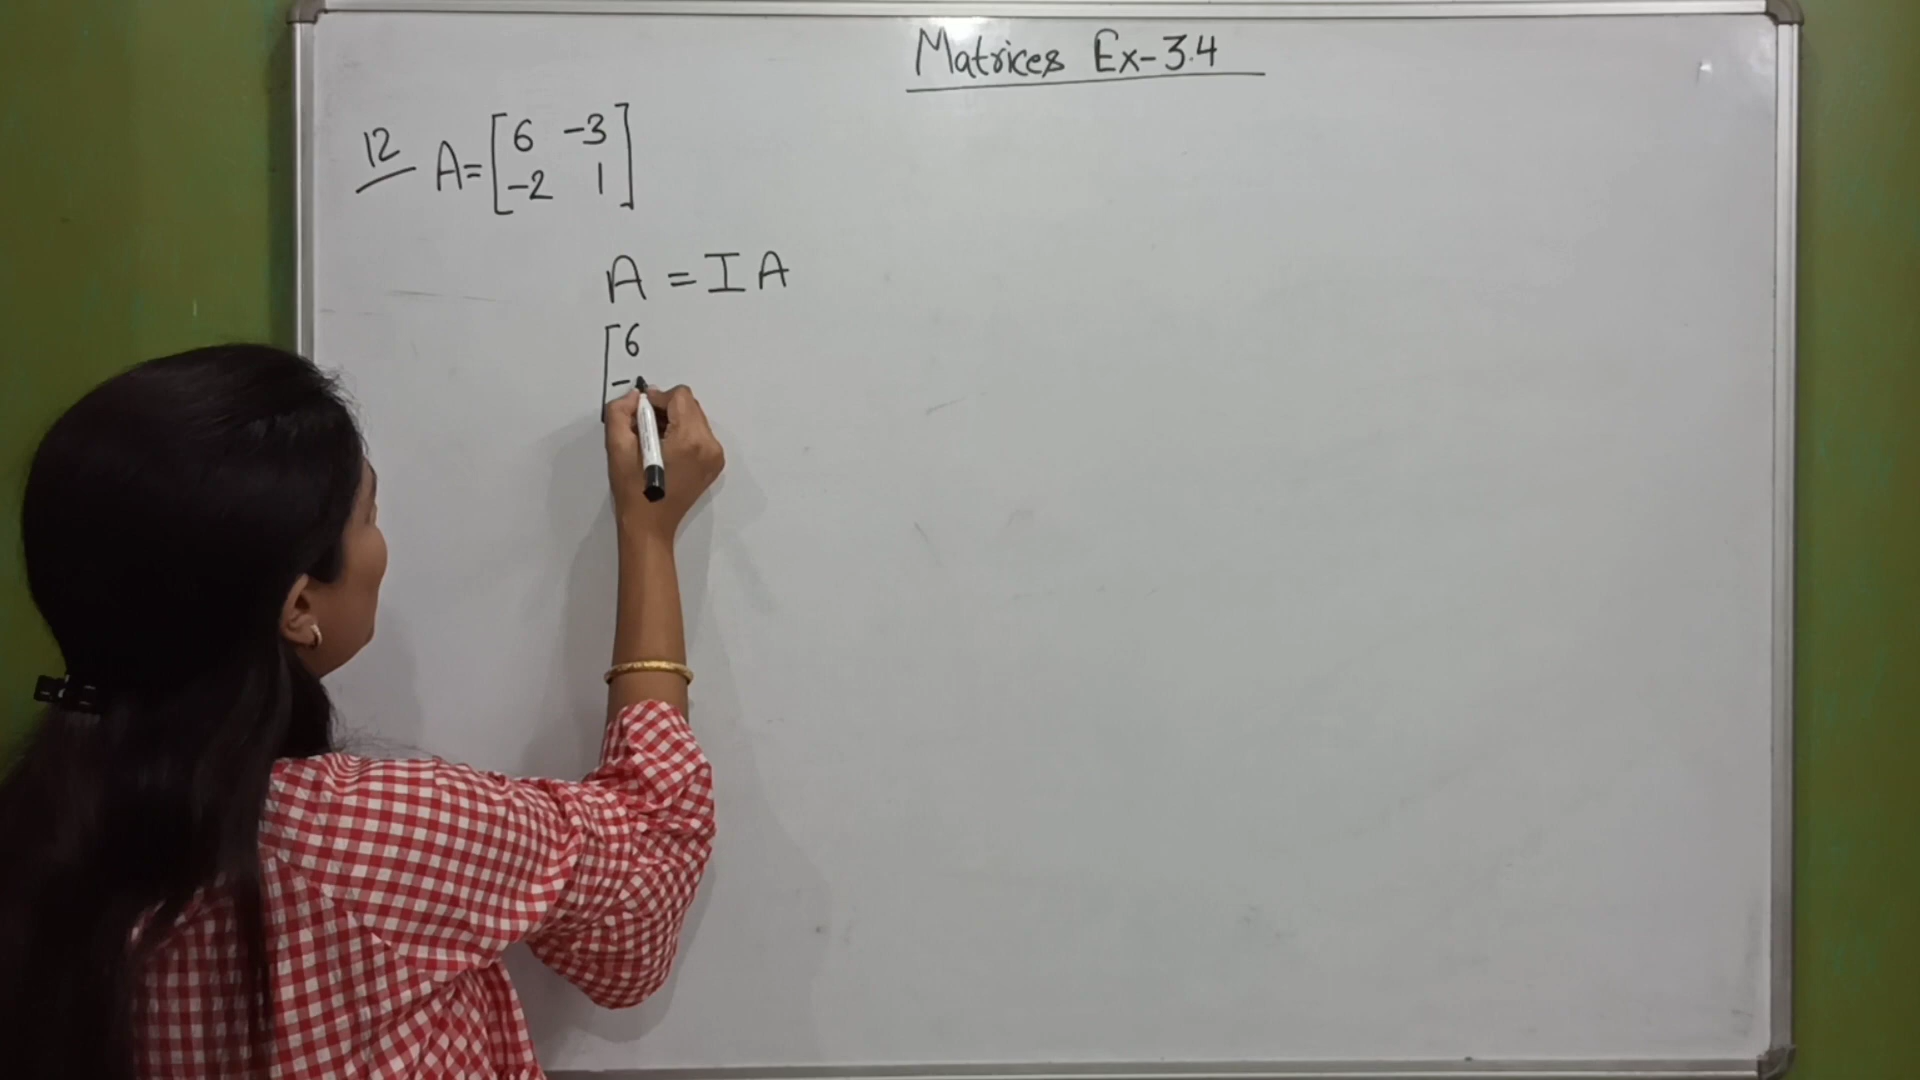 Matrices Ex-3.4
12 A= [6 -3
-2 1]
A = I A
[6
-